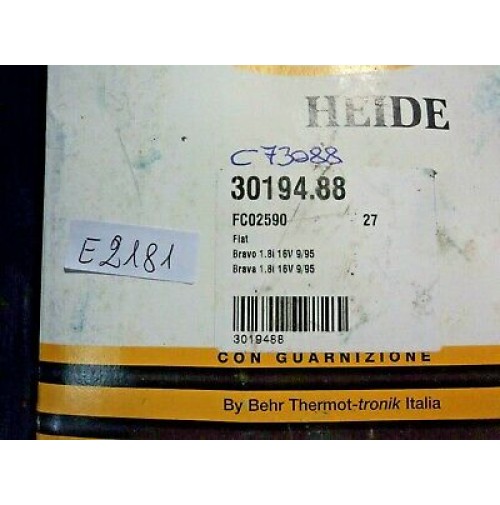 HEIDE
C73088
30194.88
FC02590 27
Fiat
Bravo 1.8i 16V 9/95
Brava 1.8i 16V 9/95
E2181
3019488
CON GUARNIZIONE
By Behr Thermot-tronik Italia